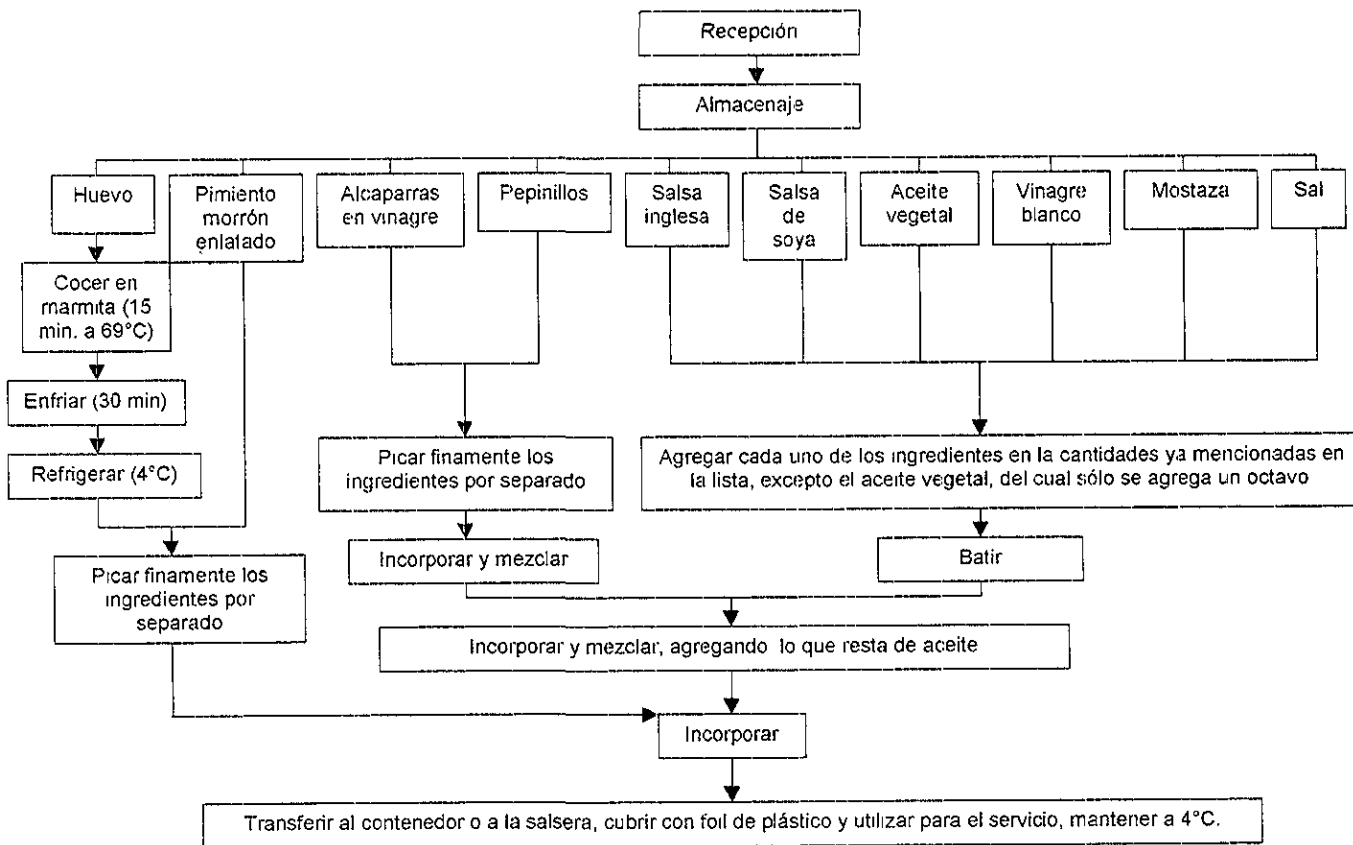 Recepción
Almacenaje
Huevo
Pimiento
morrón
enlatado
Alcaparras
en vinagre
Pepinillos
Salsa
inglesa
Salsa
de
soya
Aceite
vegetal
Vinagre
blanco
Mostaza
Sal
Cocer en
marmita (15
min. a 69°C)
Enfriar (30 min)
Refrigerar (4°C)
Picar finamente los
ingredientes por separado
Agregar cada uno de los ingredientes en la cantidades ya mencionadas en
la lista, excepto el aceite vegetal, del cual sólo se agrega un octavo
Incorporar y mezclar
Batir
Picar finamente los
ingredientes por
separado
Incorporar y mezclar, agregando lo que resta de aceite
Incorporar
Transferir al contenedor o a la salsera, cubrir con foil de plástico y utilizar para el servicio, mantener a 4°C.